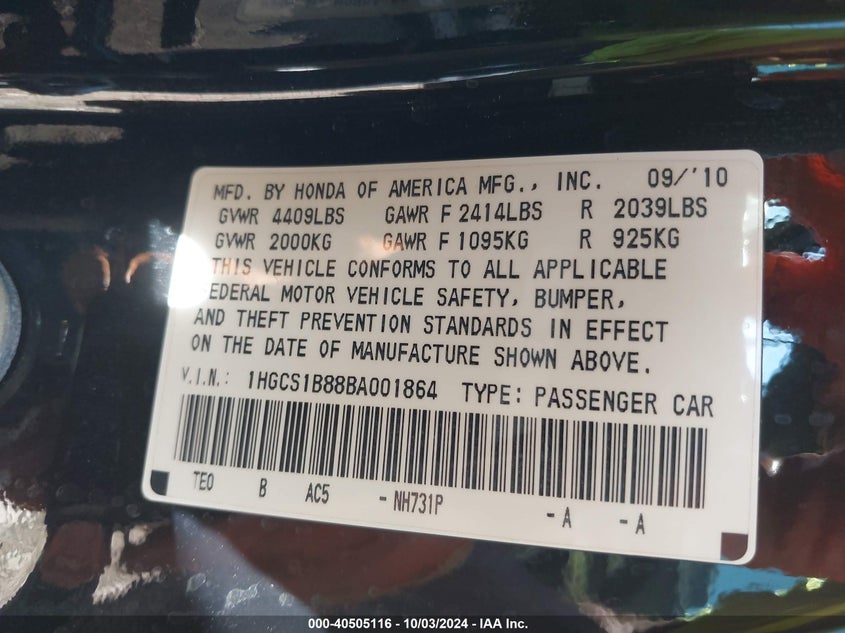 MFD. BY HONDA OF AMERICA MFG., INC. 09/'10
GVWR 4409LBS GAWR F 2414LBS R 2039LBS
GVWR 2000KG GAWR F 1095KG R 925KG
THIS VEHICLE CONFORMS TO ALL APPLICABLE
FEDERAL MOTOR VEHICLE SAFETY, BUMPER,
AND THEFT PREVENTION STANDARDS IN EFFECT
ON THE DATE OF MANUFACTURE SHOWN ABOVE.
V.I.N.: 1HGCS1B88BA001864 TYPE: PASSENGER CAR
TE0 B AC5 - NH731P - A - A
000-40505116 - 10/03/2024 - IAA Inc.